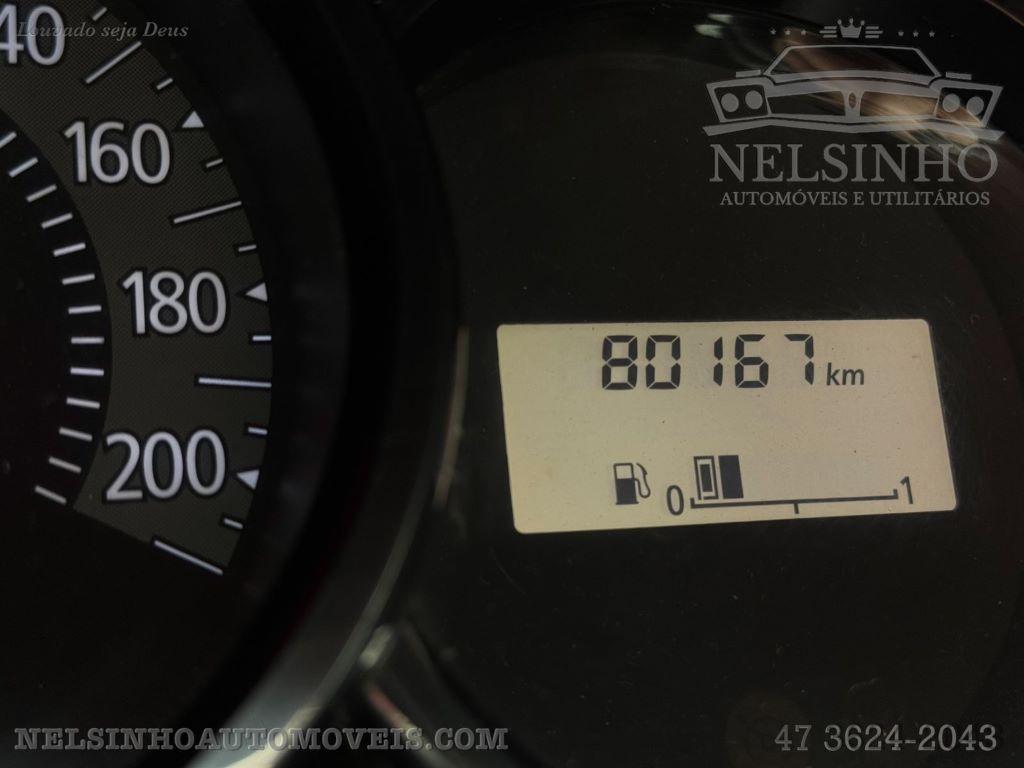 Louvado seja Deus
40
160
180
200
NELSINHO
AUTOMÓVEIS E UTILITÁRIOS
80167 km
0 1
NELSINHOAUTOMOVEIS.COM
47 3624-2043